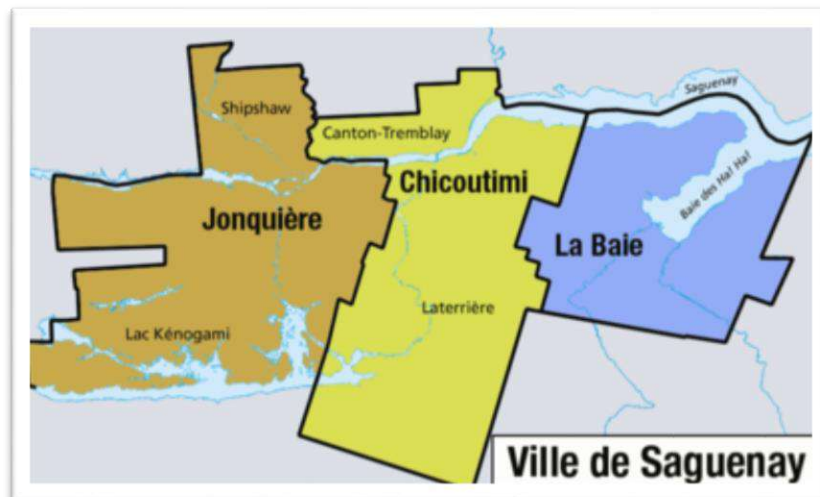 Saguenay
Shipshaw
Canton-Tremblay
Chicoutimi
Baie des Ha! Ha!
Jonquière
La Baie
Laterrière
Lac Kénogami
Ville de Saguenay